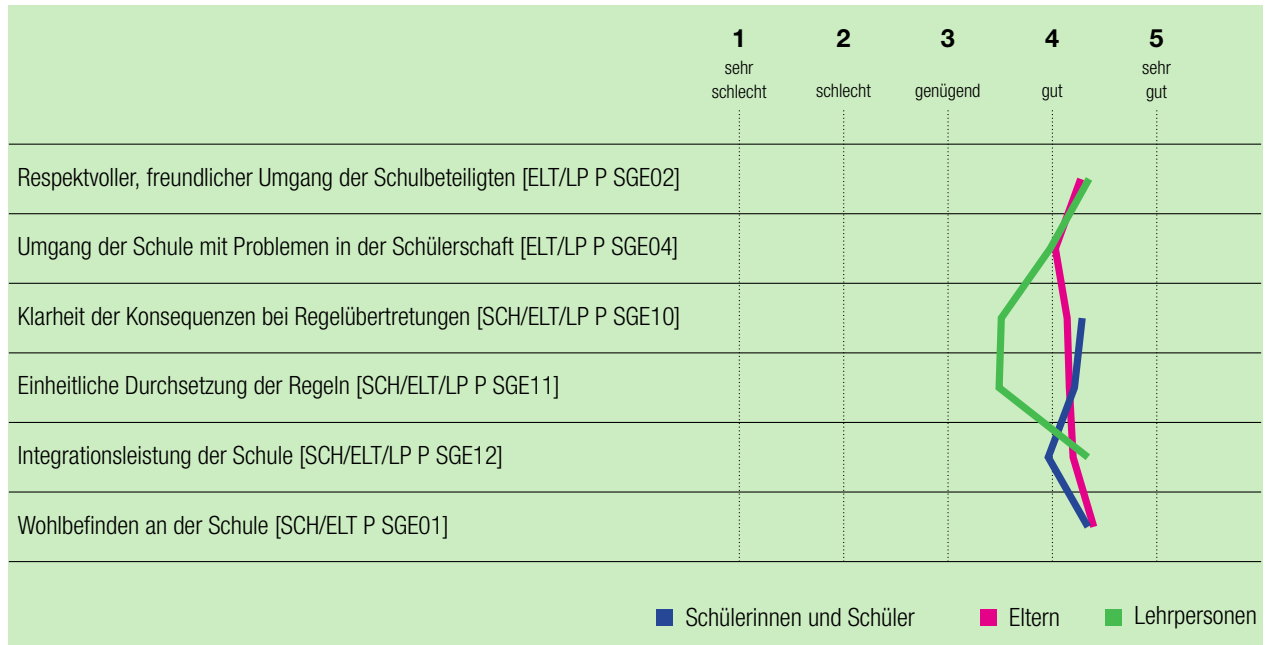 1 2 3 4 5
sehr schlecht schlecht genügend gut sehr gut
Respektvoller, freundlicher Umgang der Schulbeteiligten [ELT/LP P SGE02]
Umgang der Schule mit Problemen in der Schülerschaft [ELT/LP P SGE04]
Klarheit der Konsequenzen bei Regelübertretungen [SCH/ELT/LP P SGE10]
Einheitliche Durchsetzung der Regeln [SCH/ELT/LP P SGE11]
Integrationsleistung der Schule [SCH/ELT/LP P SGE12]
Wohlbefinden an der Schule [SCH/ELT P SGE01]
Schülerinnen und Schüler Eltern Lehrpersonen